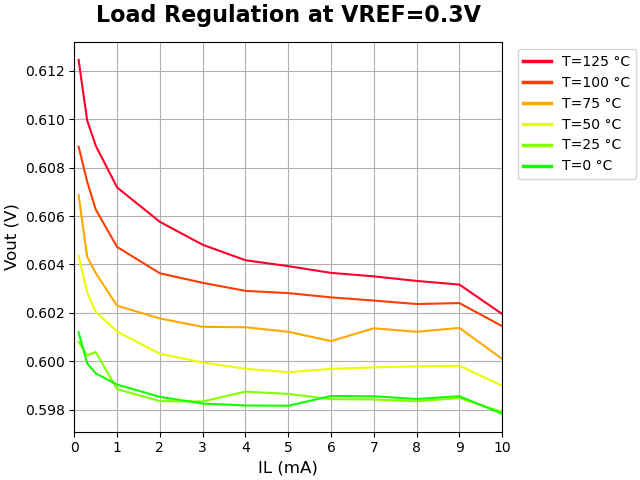 Load Regulation at VREF=0.3V
T=125 °C
T=100 °C
T=75 °C
T=50 °C
T=25 °C
T=0 °C
Vout (V)
0.612
0.610
0.608
0.606
0.604
0.602
0.600
0.598
0 1 2 3 4 5 6 7 8 9 10
IL (mA)